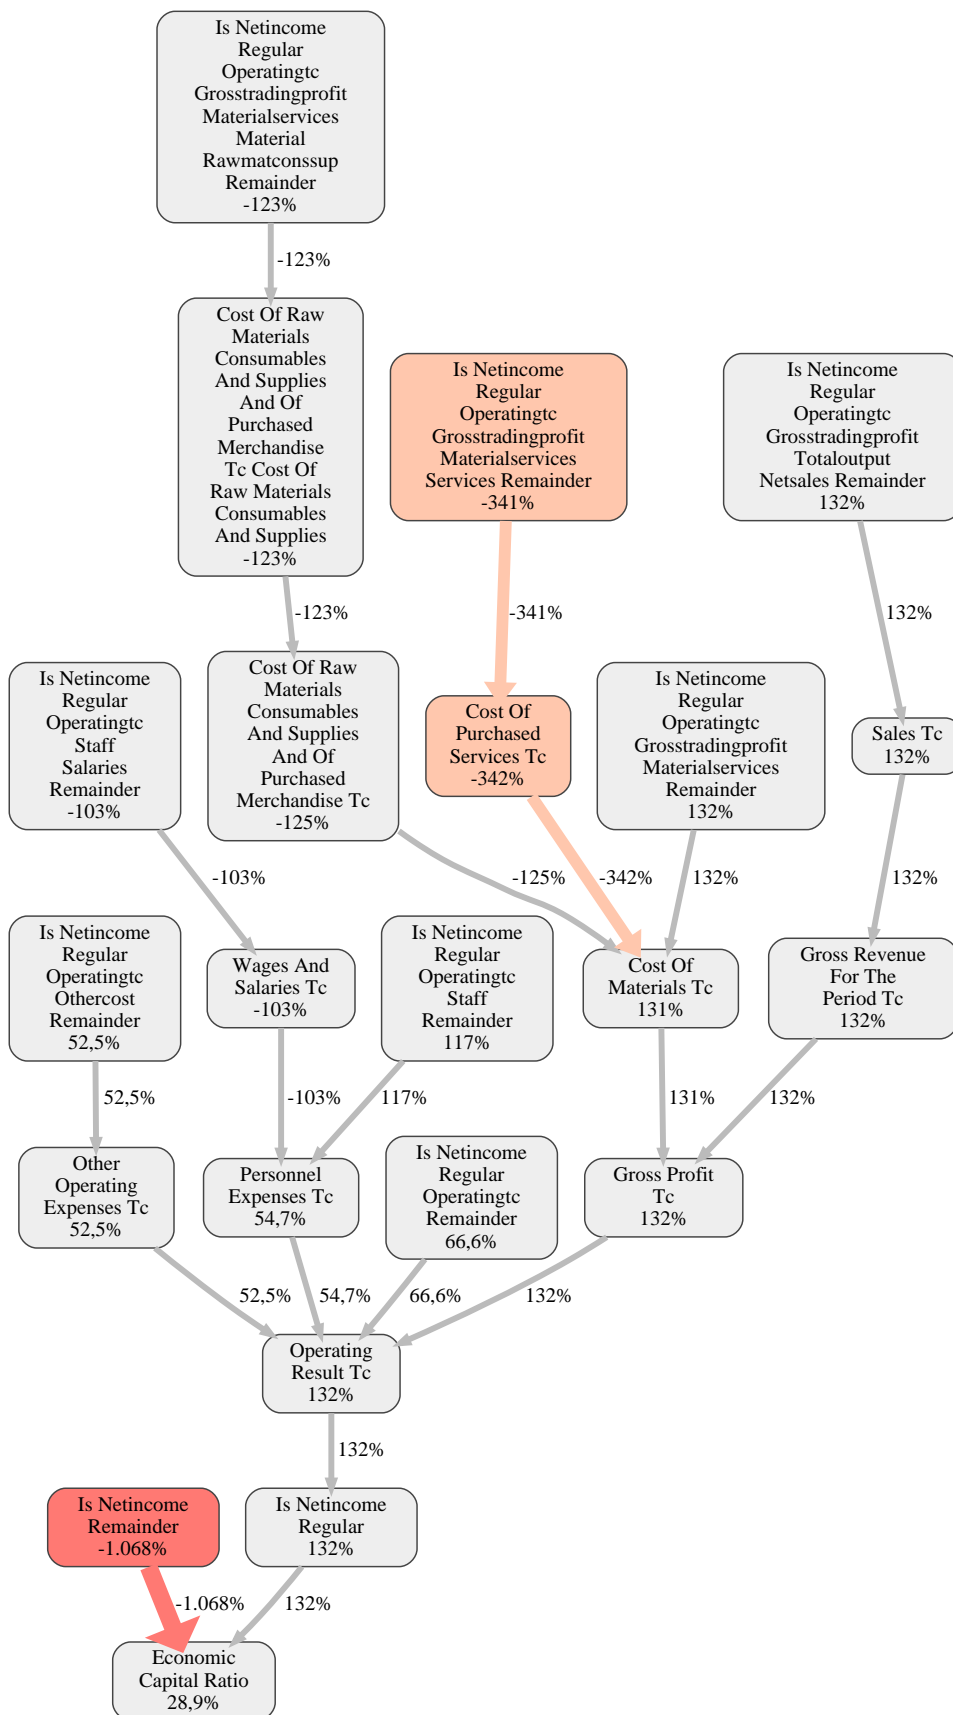 Is Netincome
Regular
Operatingtc
Grosstradingprofit
Materialservices
Material
Rawmatconssup
Remainder
-123%
-123%
Cost Of Raw
Materials
Consumables
And Supplies
And Of
Purchased
Merchandise
Tc Cost Of
Raw Materials
Consumables
And Supplies
-123%
Is Netincome
Regular
Operatingtc
Grosstradingprofit
Materialservices
Services Remainder
-341%
Is Netincome
Regular
Operatingtc
Grosstradingprofit
Totaloutput
Netsales Remainder
132%
-123%
-341%
132%
Is Netincome
Regular
Operatingtc
Staff
Salaries
Remainder
-103%
Cost Of Raw
Materials
Consumables
And Supplies
And Of
Purchased
Merchandise Tc
-125%
Cost Of
Purchased
Services Tc
-342%
Is Netincome
Regular
Operatingtc
Grosstradingprofit
Materialservices
Remainder
132%
Sales Tc
132%
-103%
-125%
-342%
132%
132%
Is Netincome
Regular
Operatingtc
Othercost
Remainder
52,5%
Wages And
Salaries Tc
-103%
Is Netincome
Regular
Operatingtc
Staff
Remainder
117%
Cost Of
Materials Tc
131%
Gross Revenue
For The
Period Tc
132%
52,5%
-103%
117%
131%
132%
Other
Operating
Expenses Tc
52,5%
Personnel
Expenses Tc
54,7%
Is Netincome
Regular
Operatingtc
Remainder
66,6%
Gross Profit
Tc
132%
52,5%
54,7%
66,6%
132%
Operating
Result Tc
132%
132%
Is Netincome
Remainder
-1.068%
Is Netincome
Regular
132%
-1.068%
132%
Economic
Capital Ratio
28,9%